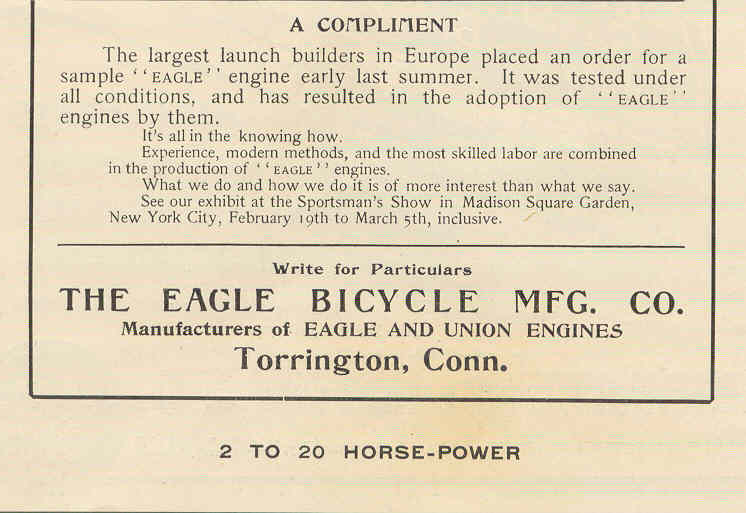 A COMPLIMENT
The largest launch builders in Europe placed an order for a
sample "EAGLE" engine early last summer. It was tested under
all conditions, and has resulted in the adoption of "EAGLE"
engines by them.
It's all in the knowing how.
Experience, modern methods, and the most skilled labor are combined
in the production of "EAGLE" engines.
What we do and how we do it is of more interest than what we say.
See our exhibit at the Sportsman's Show in Madison Square Garden,
New York City, February 19th to March 5th, inclusive.
Write for Particulars
THE EAGLE BICYCLE MFG. CO.
Manufacturers of EAGLE AND UNION ENGINES
Torrington, Conn.
2 TO 20 HORSE-POWER